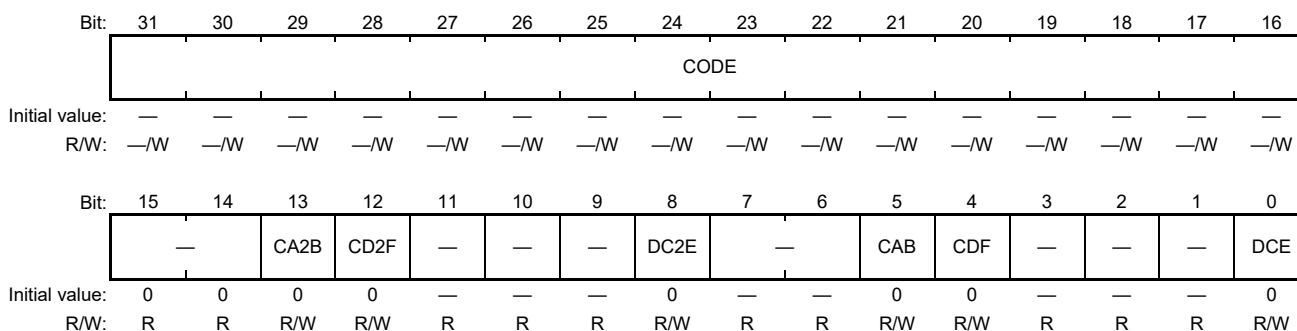 Bit: 31 30 29 28 27 26 25 24 23 22 21 20 19 18 17 16
CODE
Initial value: — — — — — — — — — — — — — — — —
R/W: —/W —/W —/W —/W —/W —/W —/W —/W —/W —/W —/W —/W —/W —/W —/W —/W
Bit: 15 14 13 12 11 10 9 8 7 6 5 4 3 2 1 0
— CA2B CD2F — — — DC2E — CAB CDF — — — DCE
Initial value: 0 0 0 0 — — — 0 — — 0 0 — — — 0
R/W: R R R/W R/W R R R R/W R R R/W R/W R R R R/W